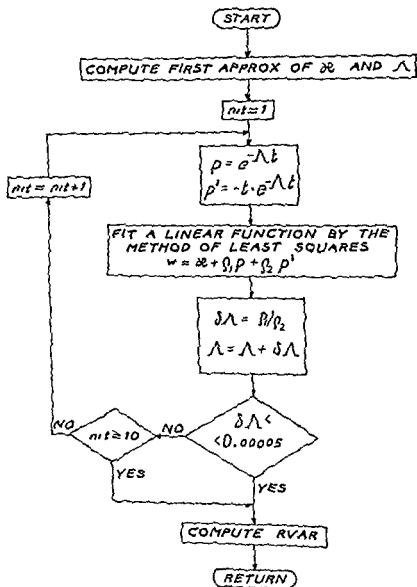 START
COMPUTE FIRST APPROX OF ϰ AND Λ
nit=1
nit=nit+1
p = e^-Λt
p' = -t·e^-Λt
FIT A LINEAR FUNCTION BY THE
METHOD OF LEAST SQUARES
w = ϰ + β₁p + β₂p'
δΛ = β₁/β₂
Λ = Λ + δΛ
δΛ<
<0.00005
NO
nit≥10
NO
YES
YES
COMPUTE RVAR
RETURN